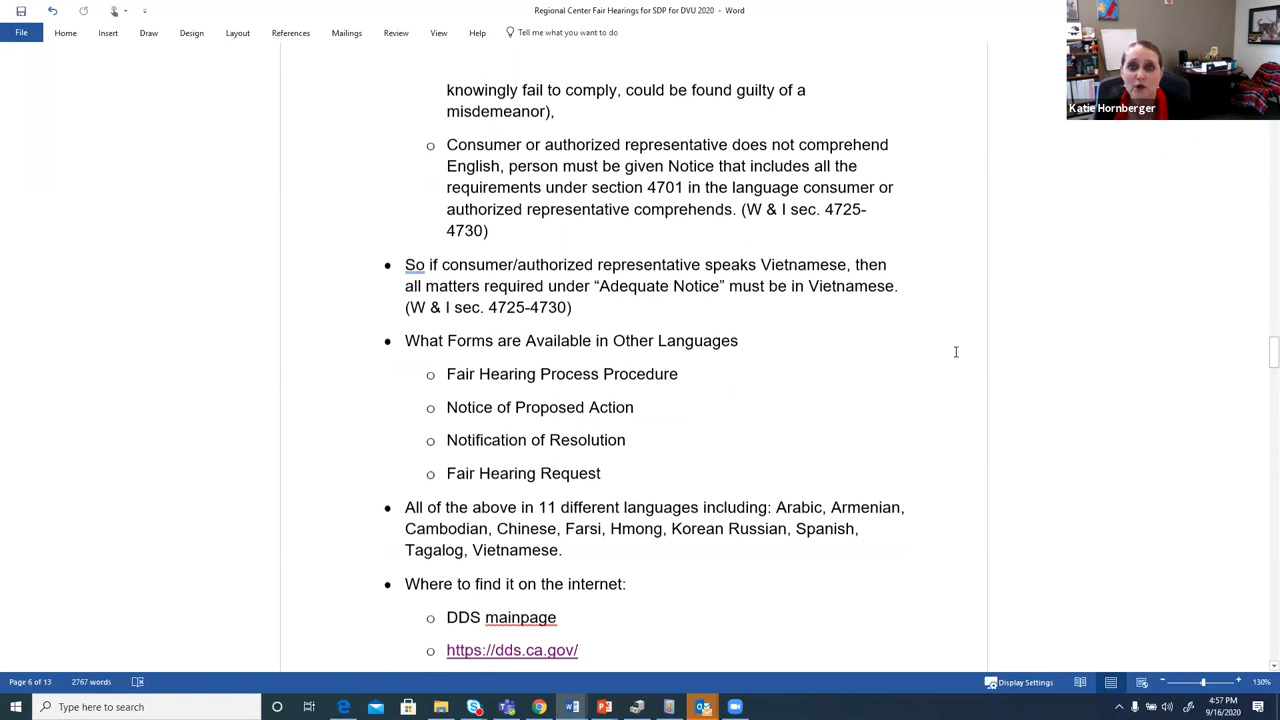 Regional Center Fair Hearings for SDP for DVU 2020 - Word
File Home Insert Draw Design Layout References Mailings Review View Help Tell me what you want to do
Katie Hornberger
knowingly fail to comply, could be found guilty of a
misdemeanor),
o Consumer or authorized representative does not comprehend
English, person must be given Notice that includes all the
requirements under section 4701 in the language consumer or
authorized representative comprehends. (W & I sec. 4725-
4730)
• So if consumer/authorized representative speaks Vietnamese, then
all matters required under “Adequate Notice” must be in Vietnamese.
(W & I sec. 4725-4730)
• What Forms are Available in Other Languages
o Fair Hearing Process Procedure
o Notice of Proposed Action
o Notification of Resolution
o Fair Hearing Request
• All of the above in 11 different languages including: Arabic, Armenian,
Cambodian, Chinese, Farsi, Hmong, Korean Russian, Spanish,
Tagalog, Vietnamese.
• Where to find it on the internet:
o DDS mainpage
o https://dds.ca.gov/
Page 6 of 13 2767 words Display Settings 130%
Type here to search
4:57 PM
9/16/2020